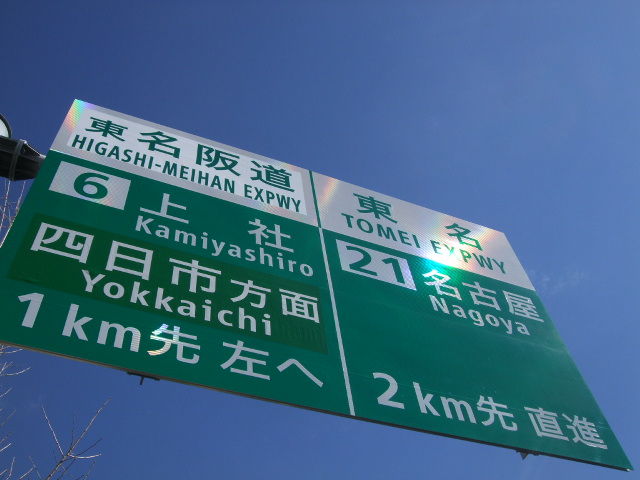 東名阪道
HIGASHI-MEIHAN EXPWY
6 上社
Kamiyashiro
四日市方面
Yokkaichi
1km先 左へ
東名
TOMEI EXPWY
21 名古屋
Nagoya
2km先 直進